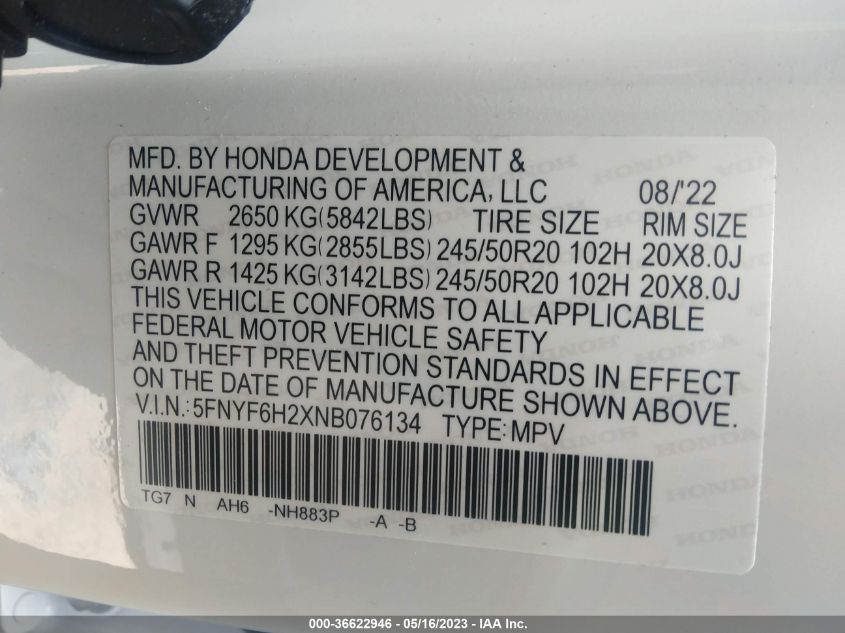 MFD. BY HONDA DEVELOPMENT &
MANUFACTURING OF AMERICA, LLC 08/'22
GVWR 2650 KG(5842LBS) TIRE SIZE RIM SIZE
GAWR F 1295 KG(2855LBS) 245/50R20 102H 20X8.0J
GAWR R 1425 KG(3142LBS) 245/50R20 102H 20X8.0J
THIS VEHICLE CONFORMS TO ALL APPLICABLE
FEDERAL MOTOR VEHICLE SAFETY
AND THEFT PREVENTION STANDARDS IN EFFECT
ON THE DATE OF MANUFACTURE SHOWN ABOVE.
V.I.N.: 5FNYF6H2XNB076134 TYPE: MPV
TG7 N AH6 -NH883P -A -B
000-36622946 - 05/16/2023 - IAA Inc.